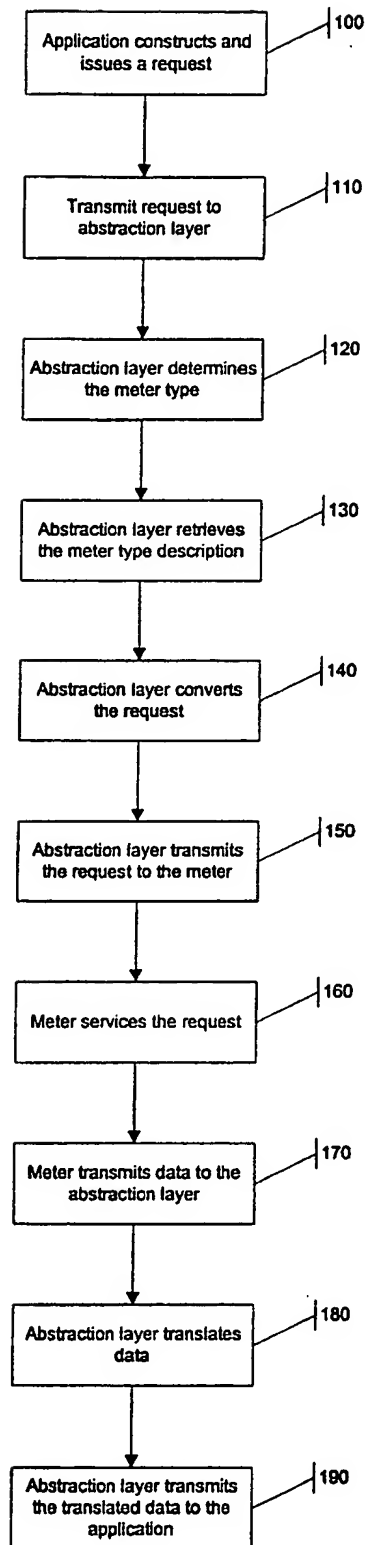 Application constructs and
issues a request
100
Transmit request to
abstraction layer
110
Abstraction layer determines
the meter type
120
Abstraction layer retrieves
the meter type description
130
Abstraction layer converts
the request
140
Abstraction layer transmits
the request to the meter
150
Meter services the request
160
Meter transmits data to the
abstraction layer
170
Abstraction layer translates
data
180
Abstraction layer transmits
the translated data to the
application
190